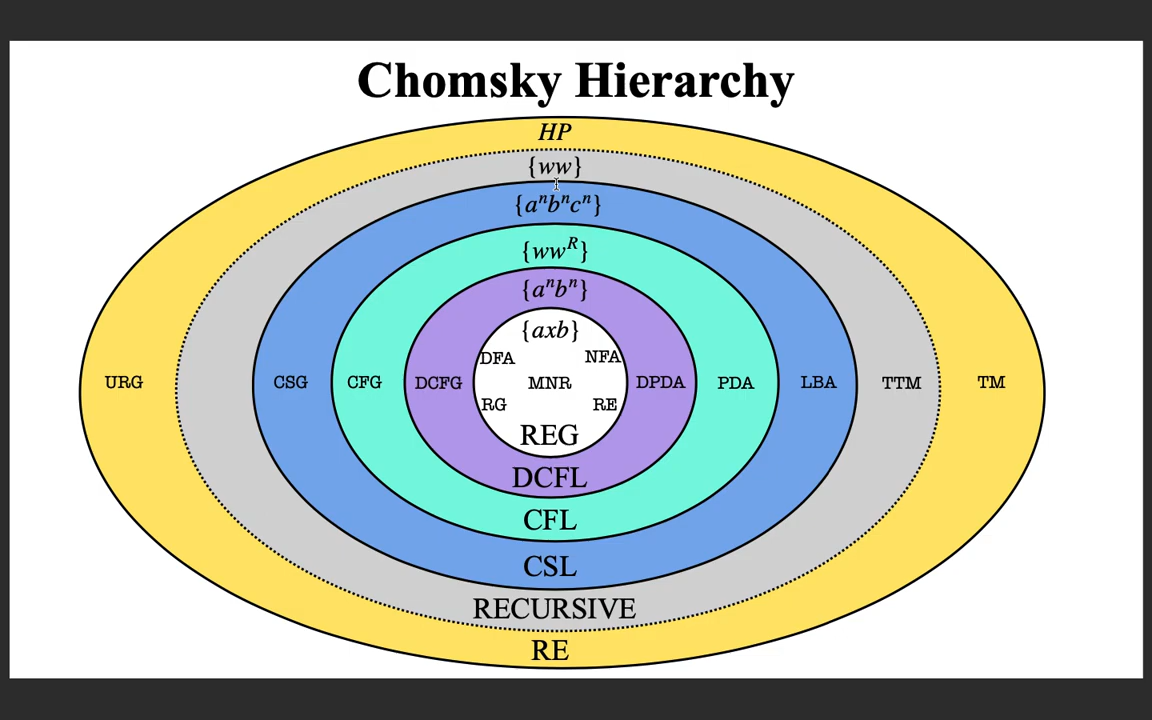 Chomsky Hierarchy
HP
{ww}
{aⁿbⁿcⁿ}
{wwᴿ}
{aⁿbⁿ}
{axb}
DFA NFA
URG CSG CFG DCFG MNR DPDA PDA LBA TTM TM
RG RE
REG
DCFL
CFL
CSL
RECURSIVE
RE